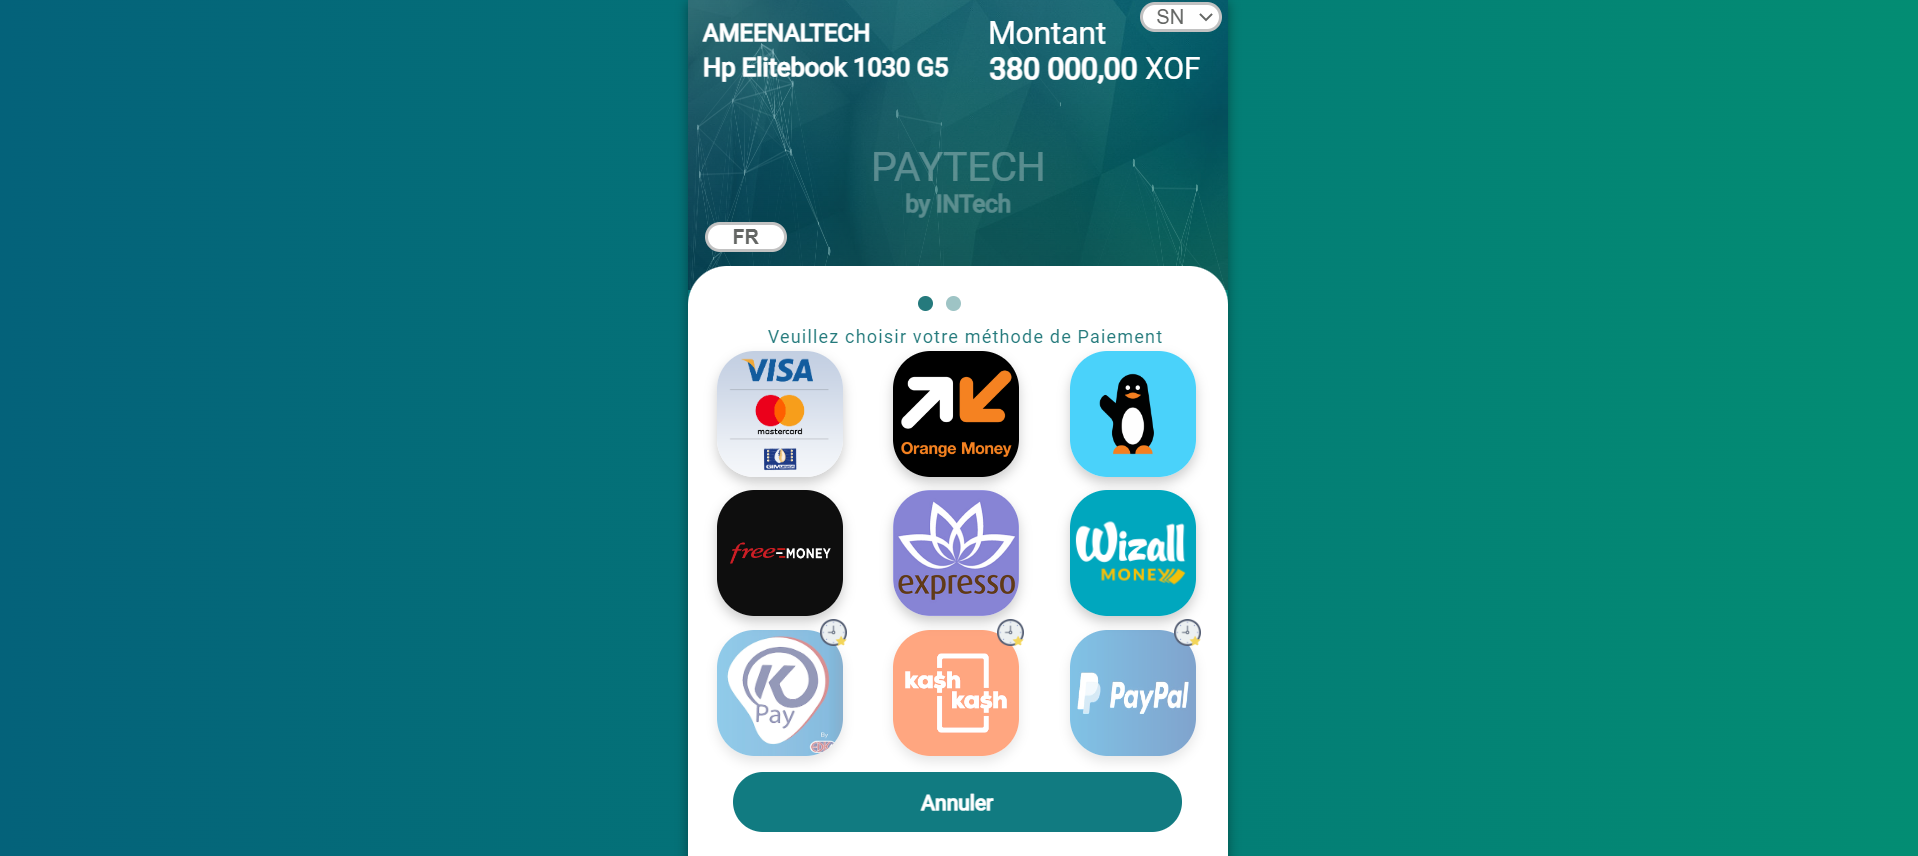 AMEENALTECH
Hp Elitebook 1030 G5
Montant
380 000,00 XOF
SN
PAYTECH
by INTech
FR
Veuillez choisir votre méthode de Paiement
VISA
mastercard
Orange Money
free MONEY
expresso
Wizall
MONEY
K
Pay
By
kash
kash
P PayPal
Annuler